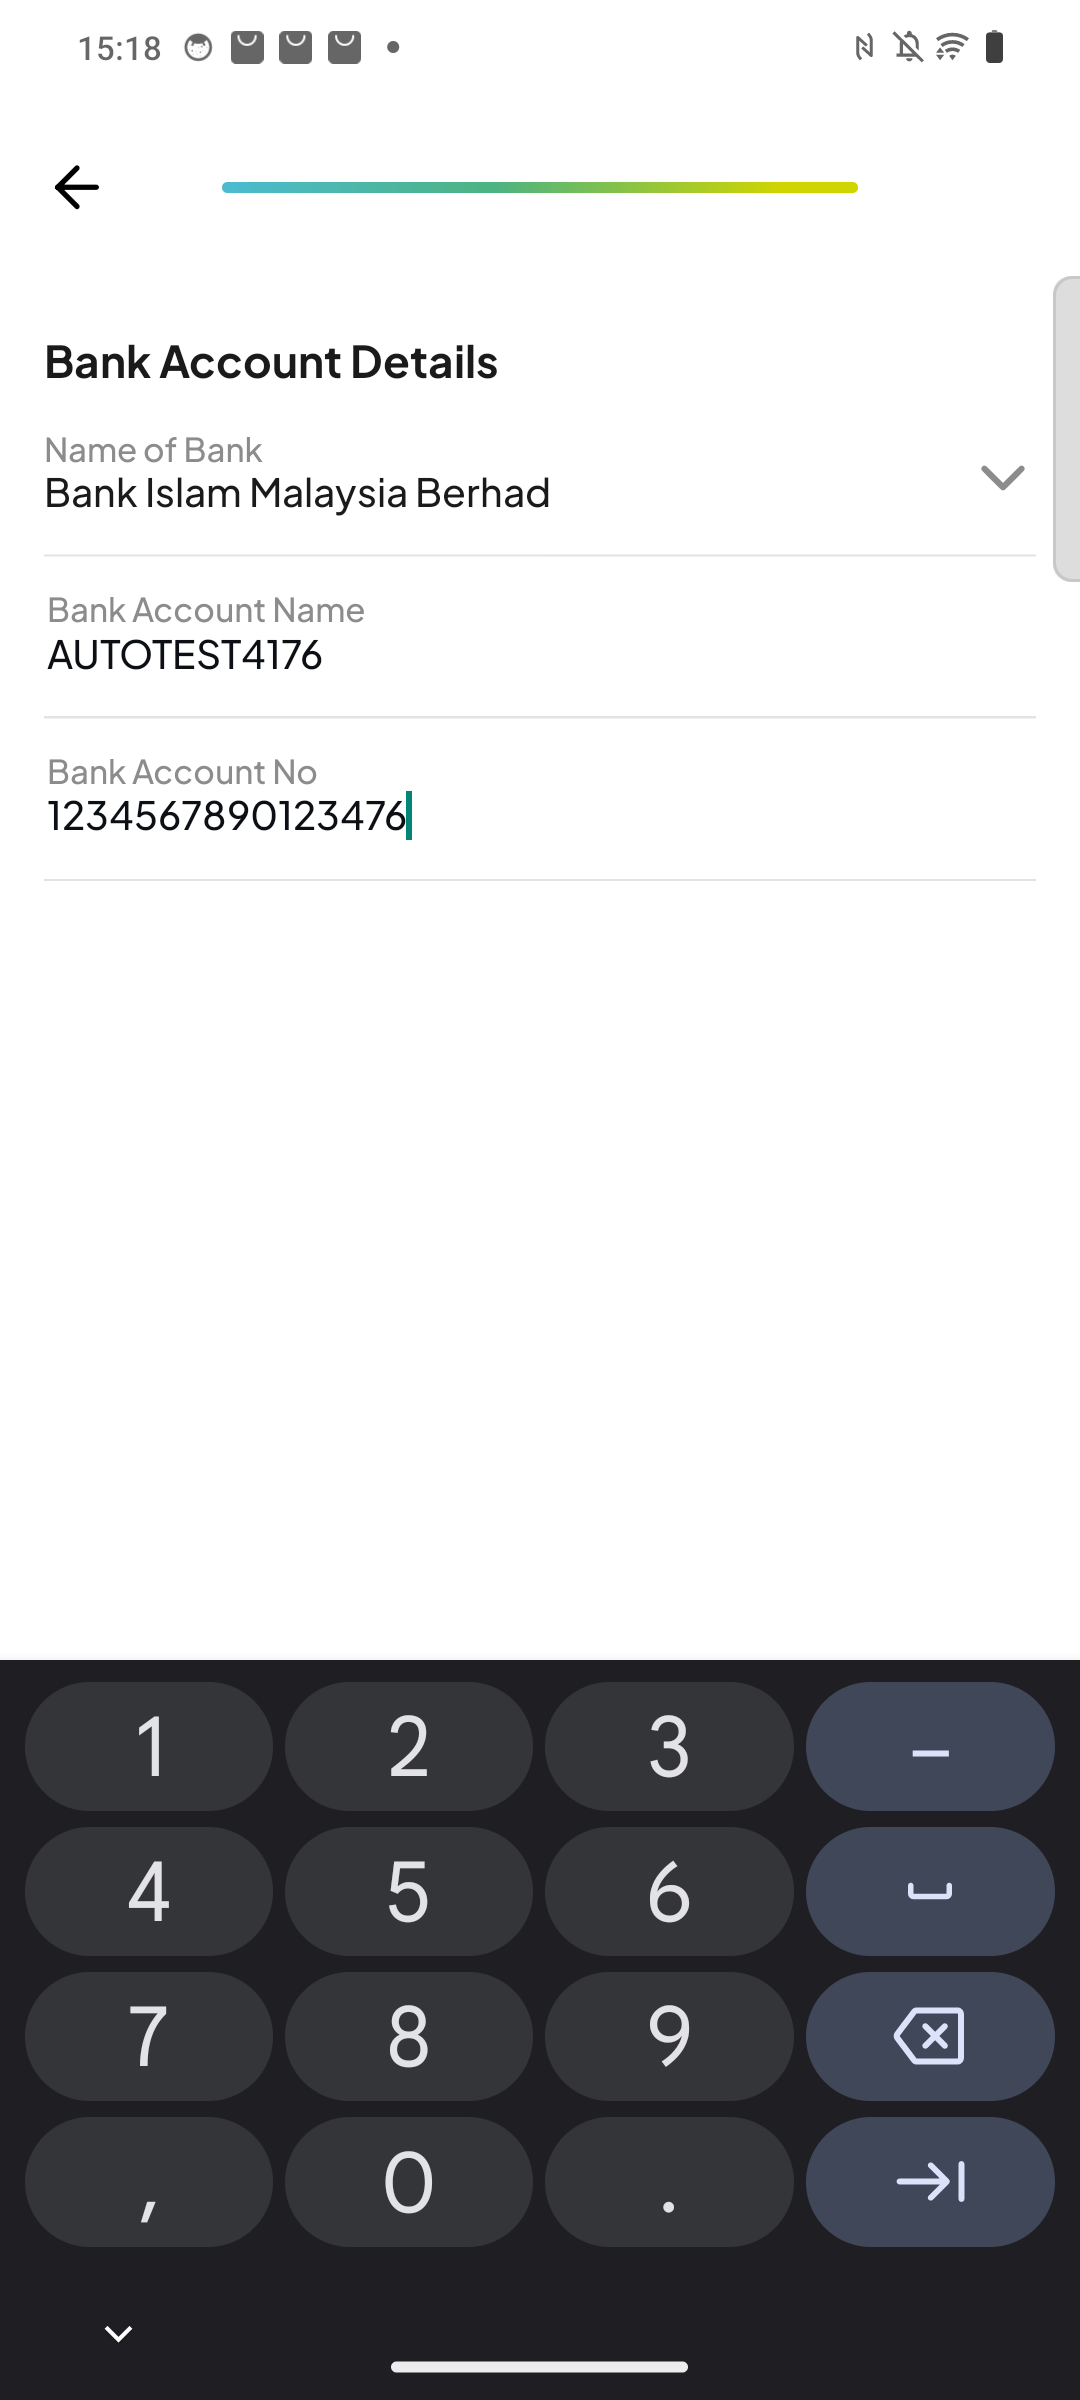 15:18
Bank Account Details
Name of Bank
Bank Islam Malaysia Berhad
Bank Account Name
AUTOTEST4176
Bank Account No
1234567890123476
1 2 3 –
4 5 6
7 8 9
, 0 .